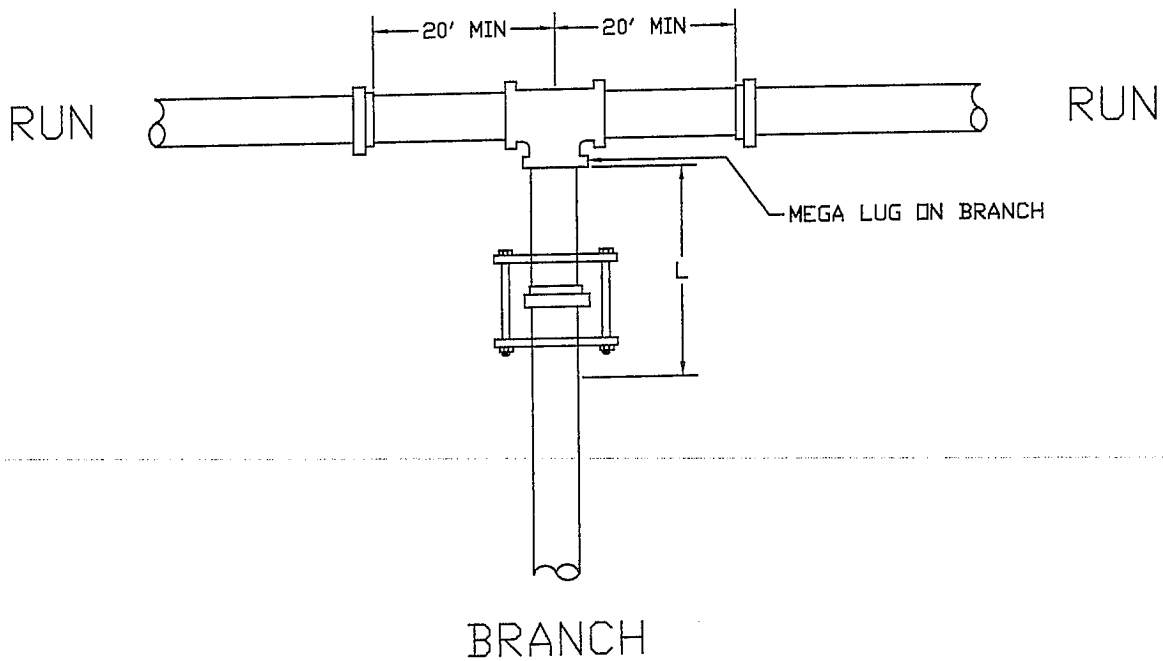 20' MIN
20' MIN
RUN
RUN
MEGA LUG ON BRANCH
L
BRANCH